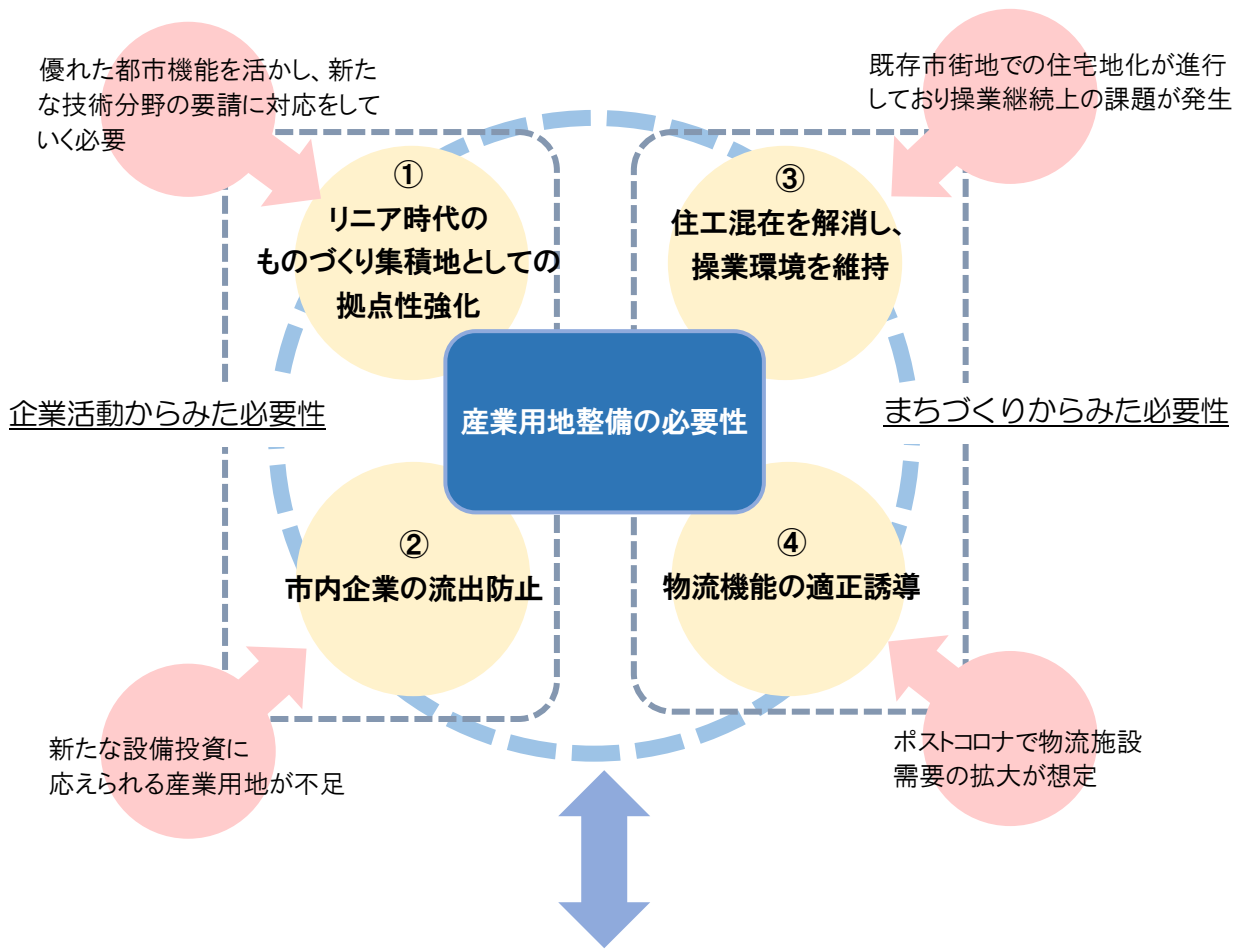 優れた都市機能を活かし、新た
な技術分野の要請に対応をして
いく必要
既存市街地での住宅地化が進行
しており操業継続上の課題が発生
①
リニア時代の
ものづくり集積地としての
拠点性強化
③
住工混在を解消し、
操業環境を維持
企業活動からみた必要性
産業用地整備の必要性
まちづくりからみた必要性
②
市内企業の流出防止
④
物流機能の適正誘導
新たな設備投資に
応えられる産業用地が不足
ポストコロナで物流施設
需要の拡大が想定